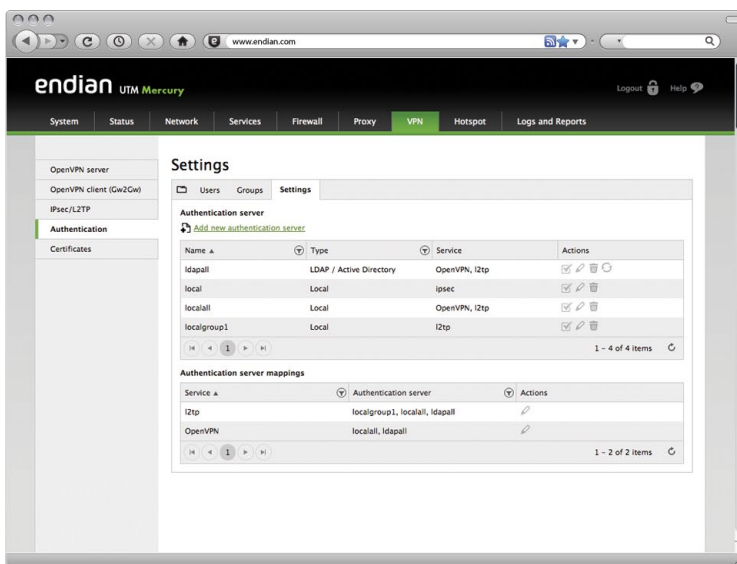 www.endian.com
endian UTM Mercury
Logout Help ?
System Status Network Services Firewall Proxy VPN Hotspot Logs and Reports
OpenVPN server
OpenVPN client (Gw2Gw)
IPsec/L2TP
Authentication
Certificates
Settings
Users Groups Settings
Authentication server
Add new authentication server
Name Type Service Actions
ldapall LDAP / Active Directory OpenVPN, l2tp
local Local ipsec
localall Local OpenVPN, l2tp
localgroup1 Local l2tp
1 1 - 4 of 4 items
Authentication server mappings
Service Authentication server Actions
l2tp localgroup1, localall, ldapall
OpenVPN localall, ldapall
1 1 - 2 of 2 items